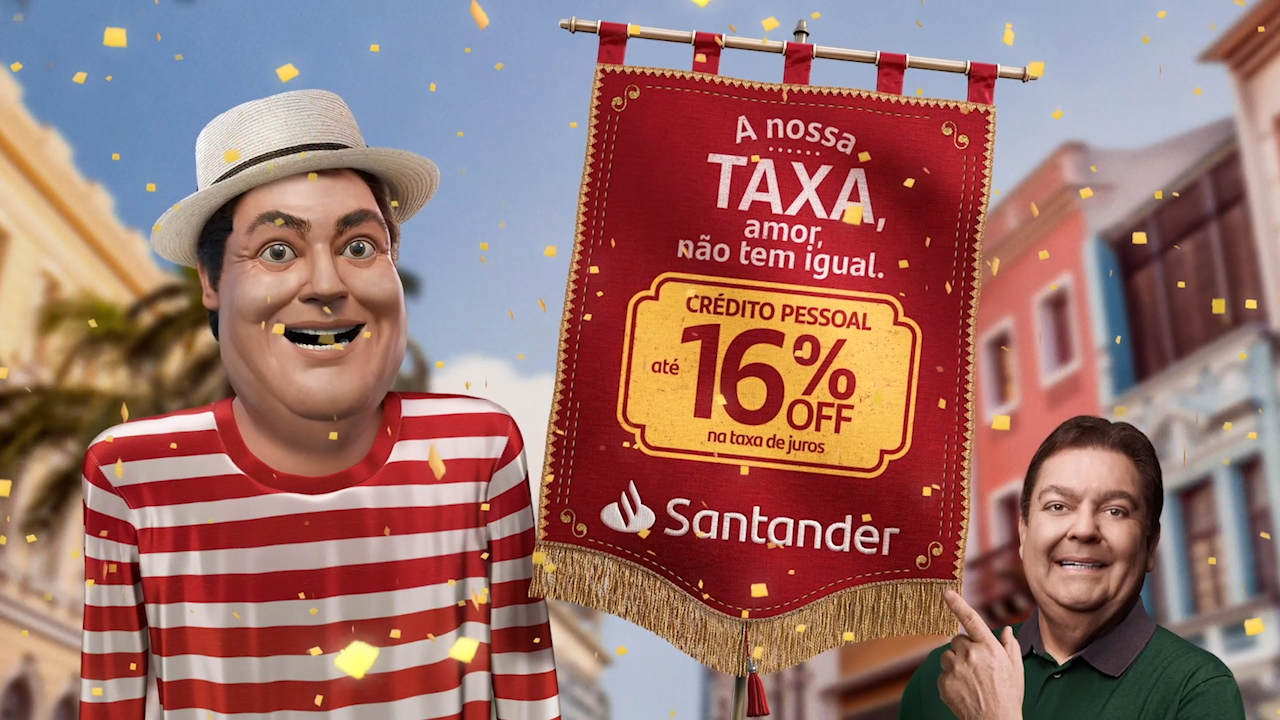 A nossa
TAXA,
amor,
não tem igual.
CRÉDITO PESSOAL
até 16% OFF
na taxa de juros
Santander